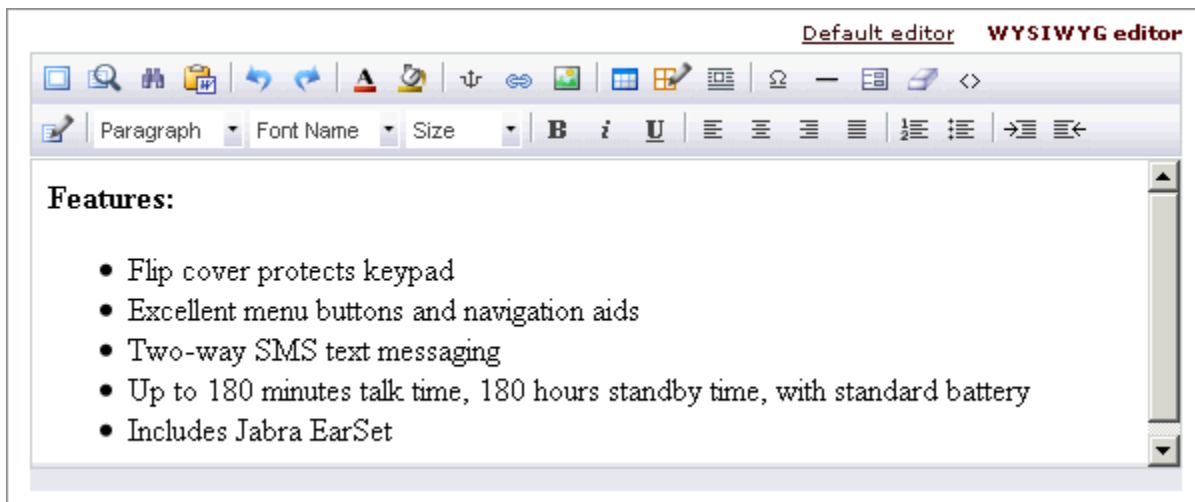 Default editor WYSIWYG editor
Paragraph Font Name Size B i U
Features:
Flip cover protects keypad
Excellent menu buttons and navigation aids
Two-way SMS text messaging
Up to 180 minutes talk time, 180 hours standby time, with standard battery
Includes Jabra EarSet